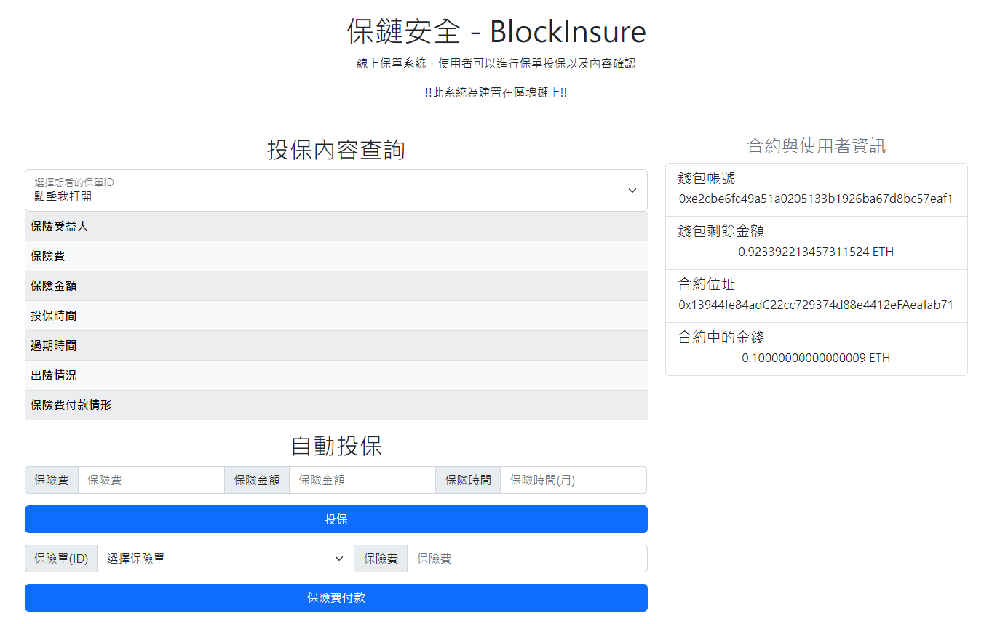 保鏈安全 - BlockInsure
線上保單系統，使用者可以進行保單投保以及內容確認
!!此系統為建置在區塊鏈上!!
投保內容查詢
選擇想看的保單ID
點擊我打開
保險受益人
保險費
保險金額
投保時間
過期時間
出險情況
保險費付款情形
自動投保
保險費 保險費 保險金額 保險金額 保險時間 保險時間(月)
投保
保險單(ID) 選擇保險單 保險費 保險費
保險費付款
合約與使用者資訊
錢包帳號
0xe2cbe6fc49a51a0205133b1926ba67d8bc57eaf1
錢包剩餘金額
0.923392213457311524 ETH
合約位址
0x13944fe84adC22cc729374d88e4412eFAeafab71
合約中的金錢
0.10000000000000009 ETH